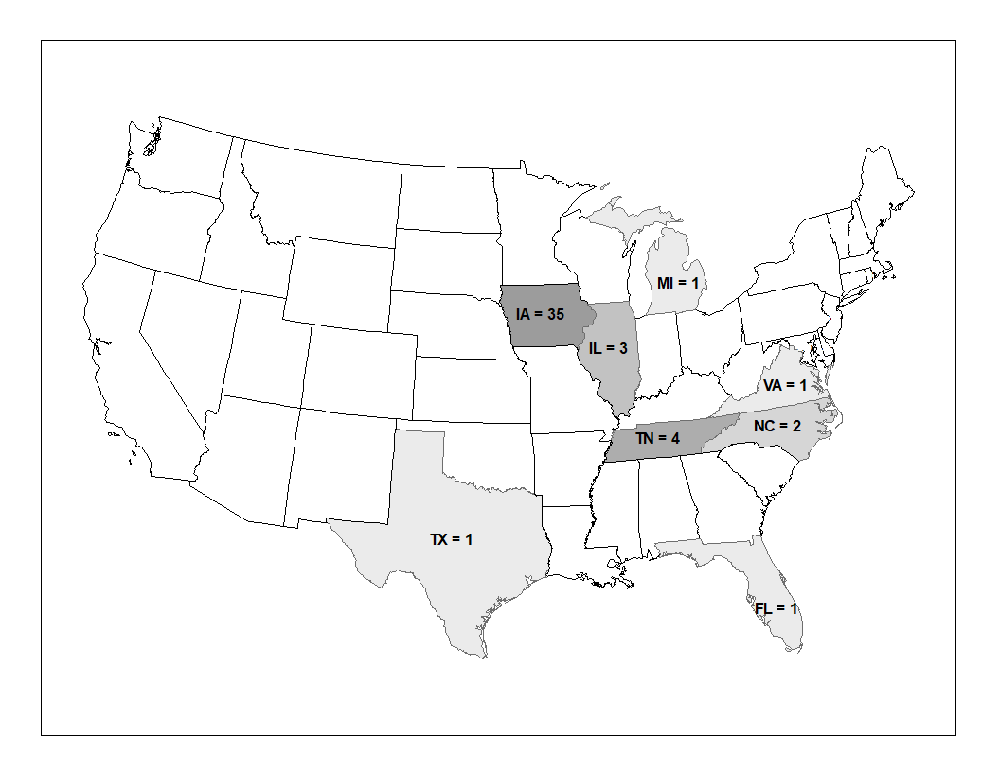 MI = 1
IA = 35
IL = 3
VA = 1
NC = 2
TN = 4
TX = 1
FL = 1